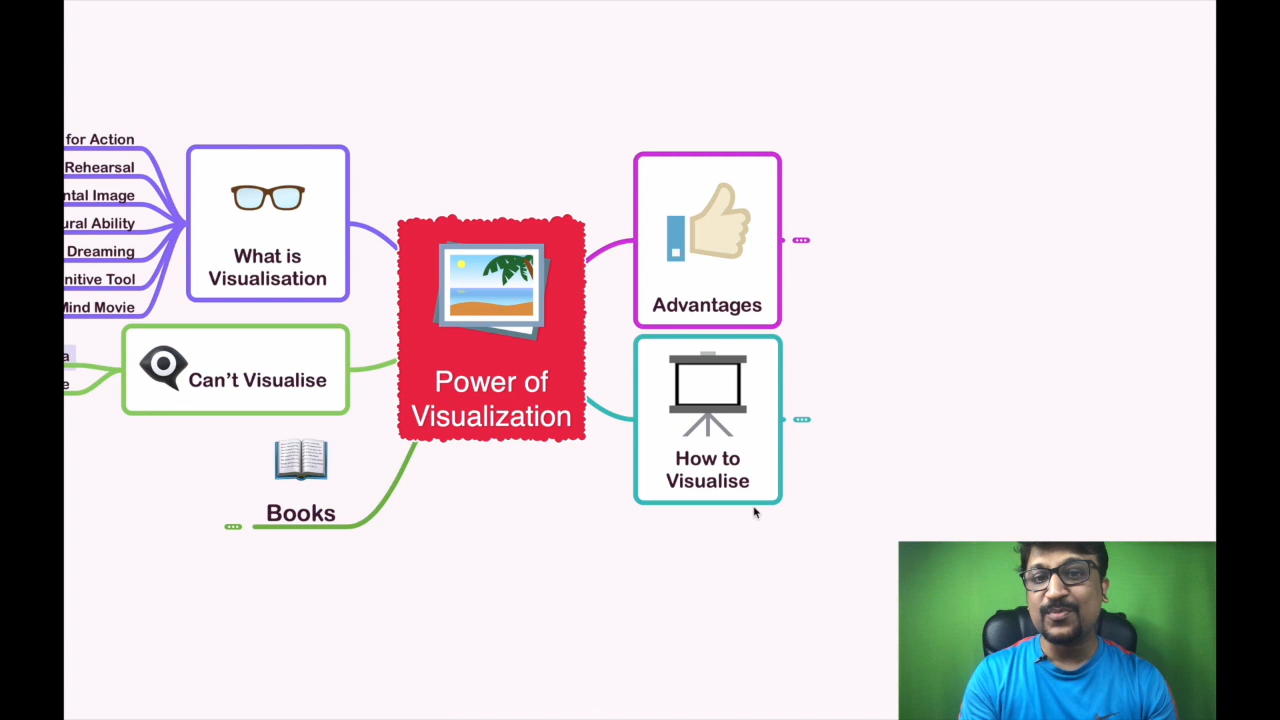 for Action
Rehearsal
ntal Image
ural Ability
Dreaming
nitive Tool
Mind Movie
What is
Visualisation
a
e
Can't Visualise
Books
Power of
Visualization
Advantages
How to
Visualise